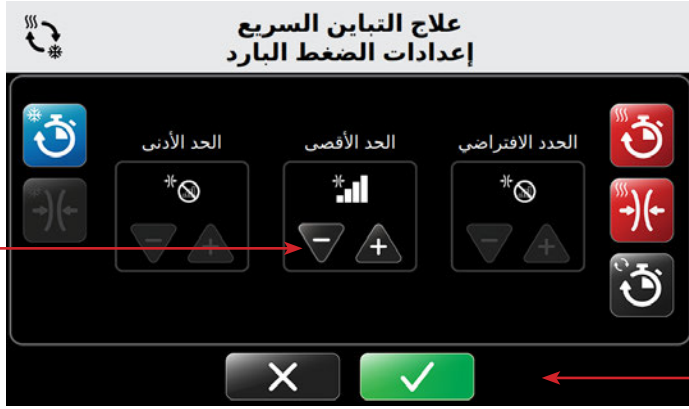 علاج التباين السريع
إعدادات الضغط البارد
الحدد الافتراضي
الحد الأقصى
الحد الأدنى